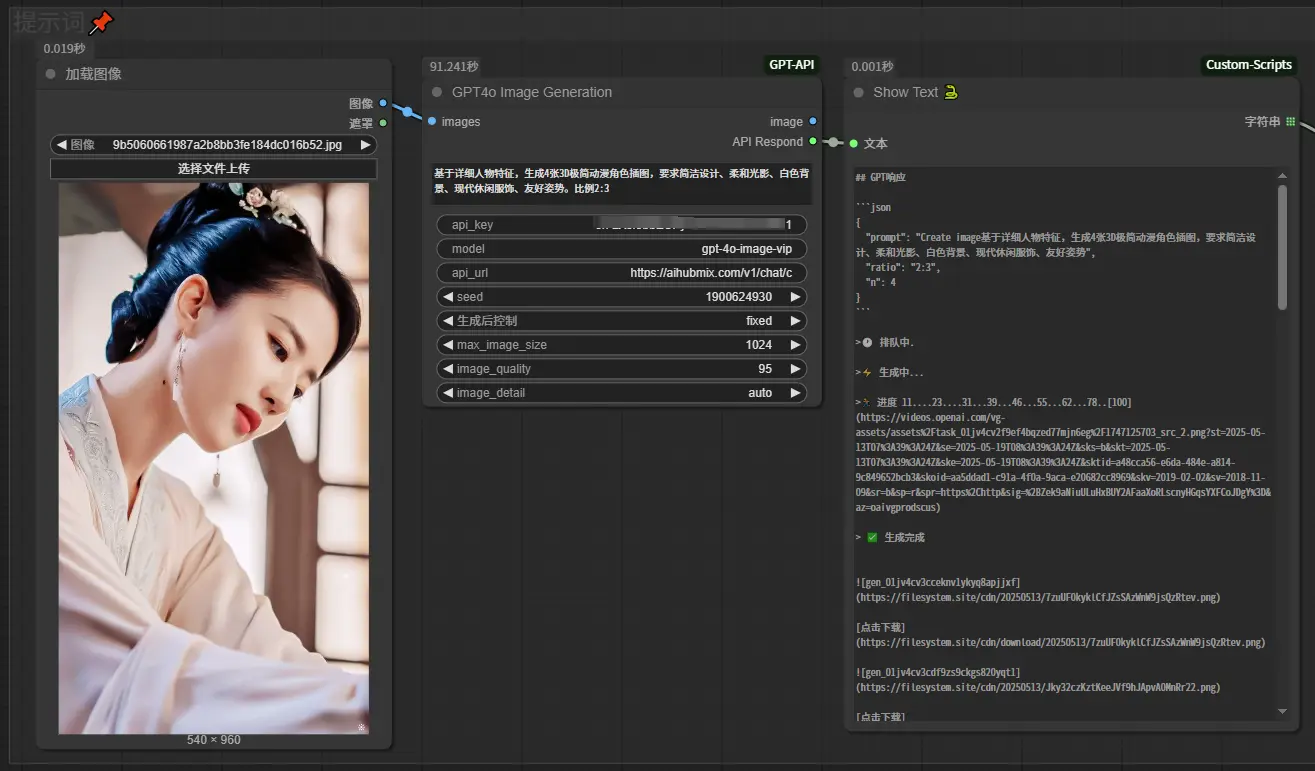 提示词
0.019秒
加载图像
图像
遮罩
图像 9b5060661987a2b8bb3fe184dc016b52.jpg
选择文件上传
540 × 960
91.241秒
GPT-API
GPT4o Image Generation
images
image
API Respond
基于详细人物特征，生成4张3D极简动漫角色插图，要求简洁设计、柔和光影、白色背
景、现代休闲服饰、友好姿势。比例2:3
api_key 1
model gpt-4o-image-vip
api_url https://aihubmix.com/v1/chat/c
seed 1900624930
生成后控制 fixed
max_image_size 1024
image_quality 95
image_detail auto
0.001秒
Custom-Scripts
Show Text
字符串
文本
## GPT响应
```json
{
"prompt": "Create image基于详细人物特征，生成4张3D极简动漫角色插图，要求简洁设
计、柔和光影、白色背景、现代休闲服饰、友好姿势",
"ratio": "2:3",
"n": 4
}
```
>🕐 排队中.
>⚡ 生成中...
>🏃 进度 11....23....31...39...46...55...62...78..[100]
(https://videos.openai.com/vg-
assets/assets%2Ftask_01jv4cv2f9ef4bqzed77mjn6eg%2F1747125703_src_2.png?st=2025-05-
13T07%3A39%3A24Z&se=2025-05-19T08%3A39%3A24Z&sks=b&skt=2025-05-
13T07%3A39%3A24Z&ske=2025-05-19T08%3A39%3A24Z&sktid=a48cca56-e6da-484e-a814-
9c849652bcb3&skoid=aa5ddad1-c91a-4f0a-9aca-e20682cc8969&skv=2019-02-02&sv=2018-11-
09&sr=b&sp=r&spr=https%2Chttp&sig=%2BZek9aNiuULuHxBUY2AFaaXoRLscnyHGqsYXFCoJDgY%3D&
az=oaivgprodscus)
> ✅ 生成完成
![gen_01jv4cv3cceknv1ykyq8apjjxf]
(https://filesystem.site/cdn/20250513/7zuUFOkyklCfJZsSAzWnW9jsQzRtev.png)
[点击下载]
(https://filesystem.site/cdn/download/20250513/7zuUFOkyklCfJZsSAzWnW9jsQzRtev.png)
![gen_01jv4cv3cdf9zs9ckgs820yqt1]
(https://filesystem.site/cdn/20250513/Jky32czKztKeeJVf9hJApvAOMnRr22.png)
[点击下载]